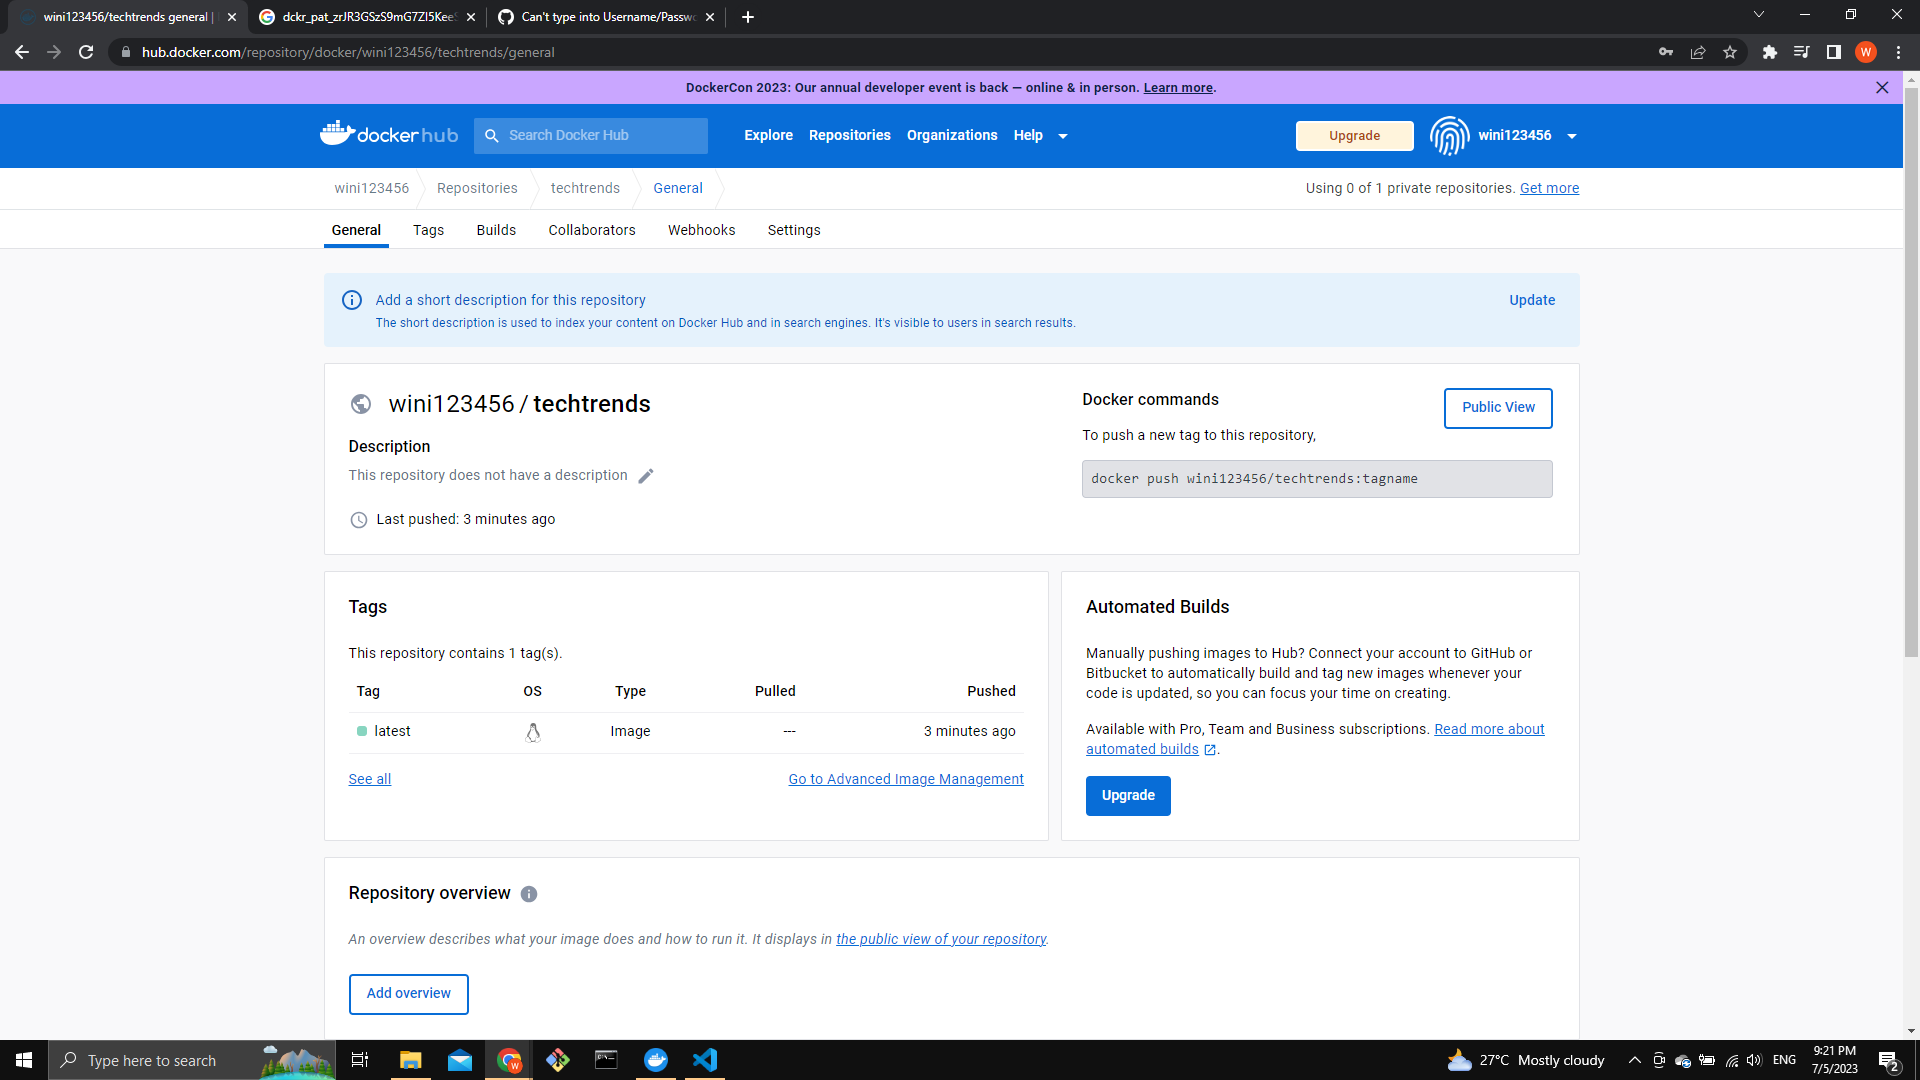 wini123456/techtrends general |
Can't type into Username/Passwo
hub.docker.com/repository/docker/wini123456/techtrends/general
W
DockerCon 2023: Our annual developer event is back — online & in person. Learn more.
docker hub
Search Docker Hub
Explore
Repositories
Organizations
Help
Upgrade
wini123456
wini123456
Repositories
techtrends
General
Using 0 of 1 private repositories. Get more
General
Tags
Builds
Collaborators
Webhooks
Settings
Add a short description for this repository
Update
The short description is used to index your content on Docker Hub and in search engines. It's visible to users in search results.
wini123456 / techtrends
Description
This repository does not have a description
Last pushed: 3 minutes ago
Docker commands
Public View
To push a new tag to this repository,
docker push wini123456/techtrends:tagname
Tags
This repository contains 1 tag(s).
Tag OS Type Pulled Pushed
latest Image --- 3 minutes ago
See all
Go to Advanced Image Management
Automated Builds
Manually pushing images to Hub? Connect your account to GitHub or
Bitbucket to automatically build and tag new images whenever your
code is updated, so you can focus your time on creating.
Available with Pro, Team and Business subscriptions. Read more about
automated builds.
Upgrade
Repository overview
An overview describes what your image does and how to run it. It displays in the public view of your repository.
Add overview
Type here to search
27°C Mostly cloudy
ENG
9:21 PM
7/5/2023
2